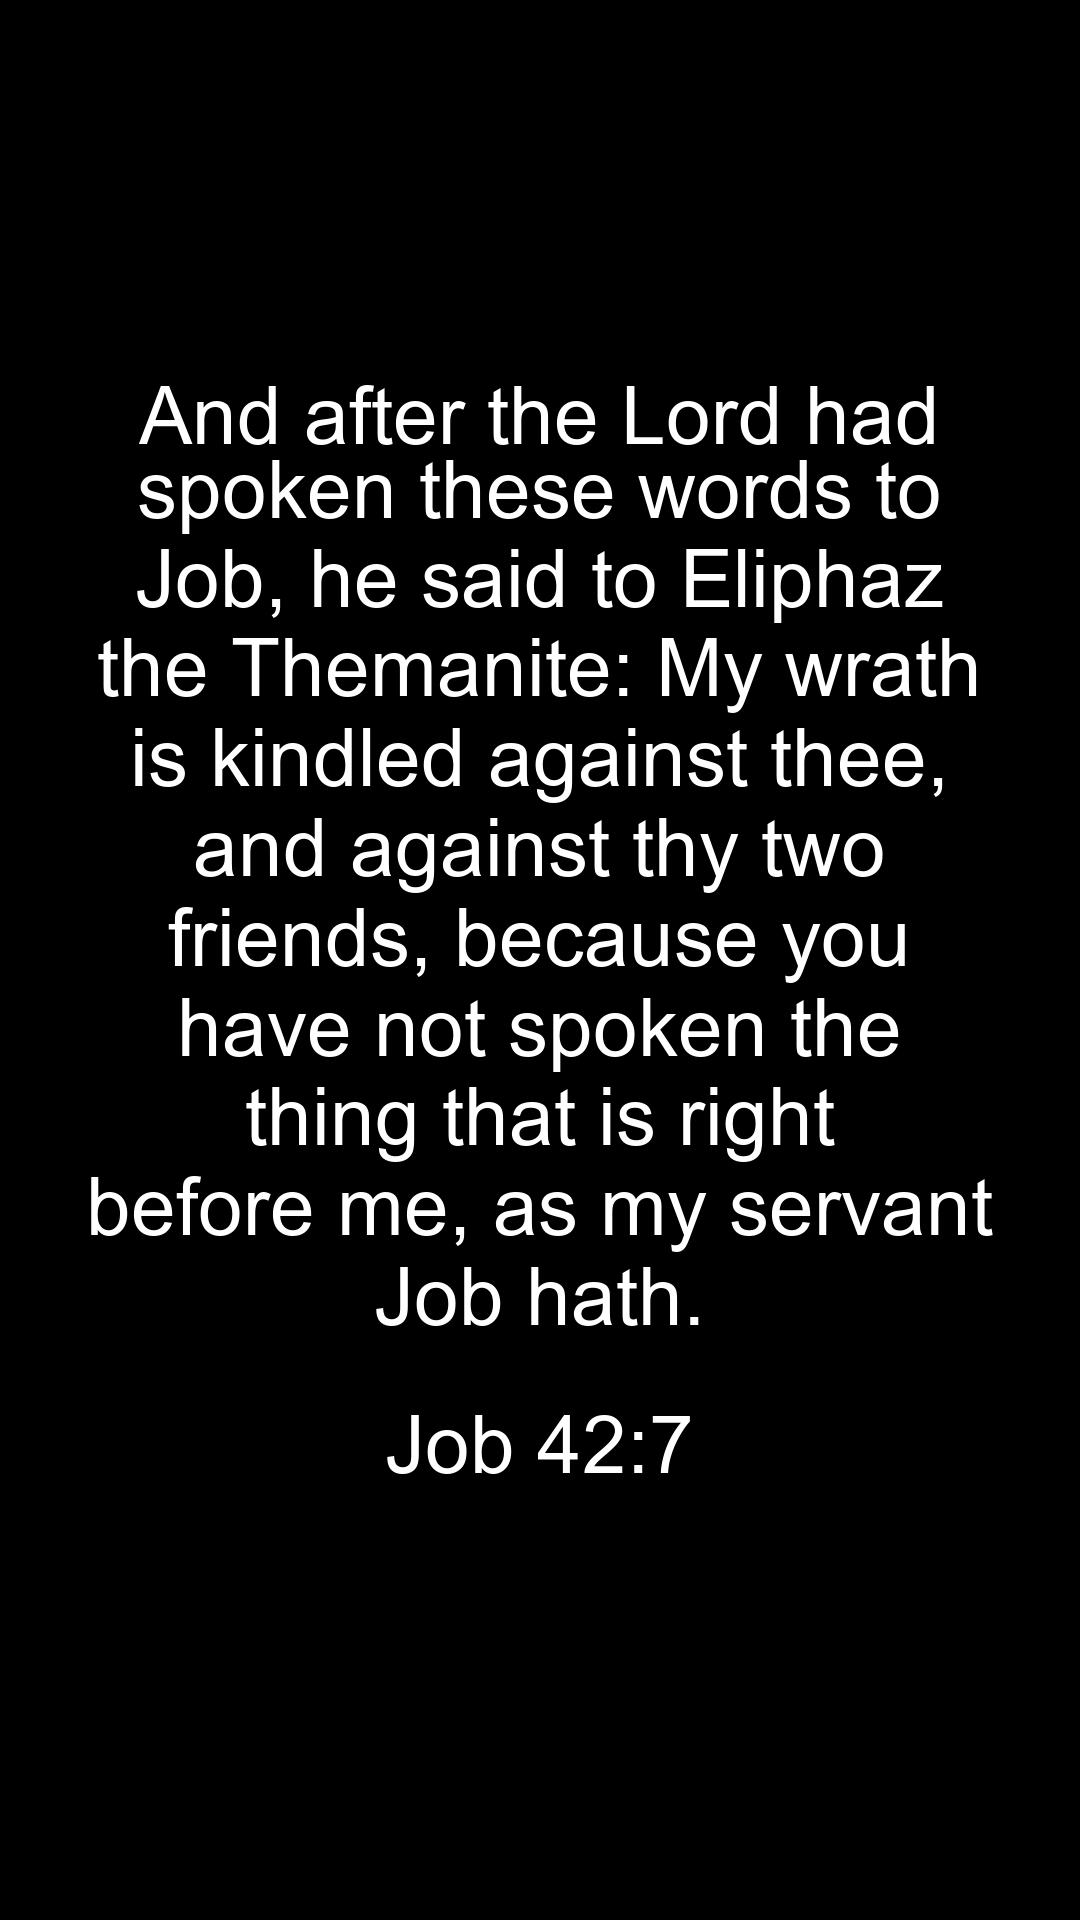 And after the Lord had
spoken these words to
Job, he said to Eliphaz
the Themanite: My wrath
is kindled against thee,
and against thy two
friends, because you
have not spoken the
thing that is right
before me, as my servant
Job hath.
Job 42:7